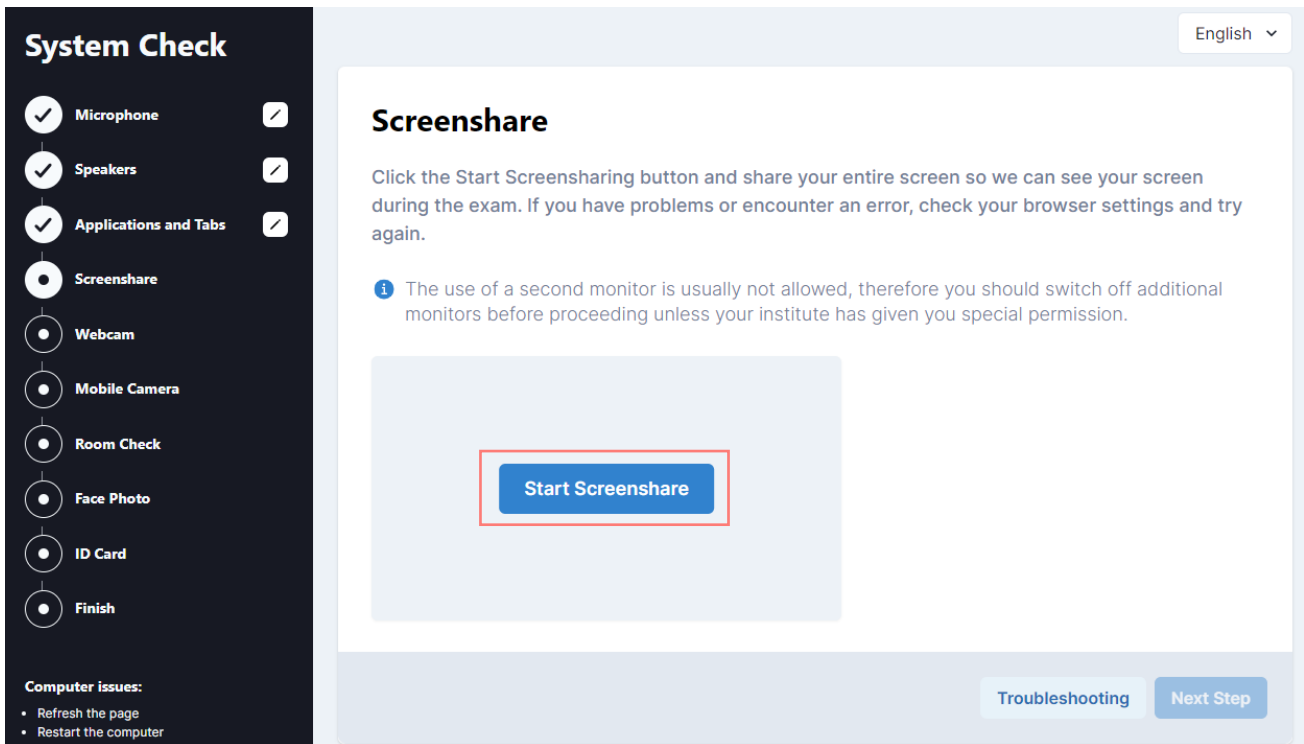 System Check
Microphone
Speakers
Applications and Tabs
Screenshare
Webcam
Mobile Camera
Room Check
Face Photo
ID Card
Finish
Computer issues:
• Refresh the page
• Restart the computer
English
Screenshare
Click the Start Screensharing button and share your entire screen so we can see your screen
during the exam. If you have problems or encounter an error, check your browser settings and try
again.
The use of a second monitor is usually not allowed, therefore you should switch off additional
monitors before proceeding unless your institute has given you special permission.
Start Screenshare
Troubleshooting
Next Step